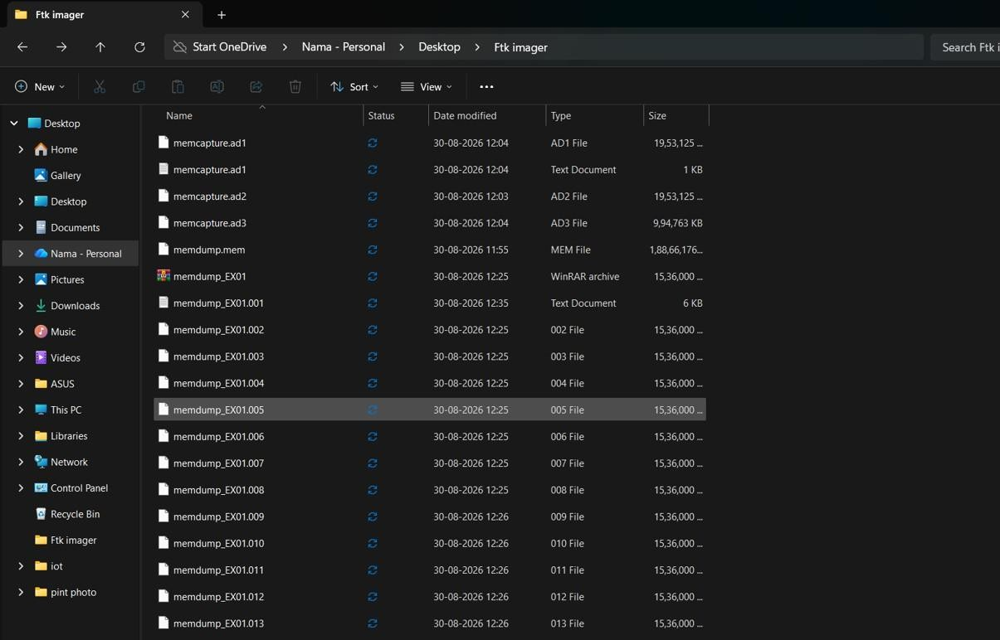 Ftk imager
Start OneDrive > Nama - Personal > Desktop > Ftk imager
Search Ftk i
New
Sort
View
Name Status Date modified Type Size
memcapture.ad1 30-08-2026 12:04 AD1 File 19,53,125 ...
memcapture.ad1 30-08-2026 12:04 Text Document 1 KB
memcapture.ad2 30-08-2026 12:03 AD2 File 19,53,125 ...
memcapture.ad3 30-08-2026 12:04 AD3 File 9,94,763 KB
memdump.mem 30-08-2026 11:55 MEM File 1,88,66,176...
memdump_EX01 30-08-2026 12:25 WinRAR archive 15,36,000 ...
memdump_EX01.001 30-08-2026 12:35 Text Document 6 KB
memdump_EX01.002 30-08-2026 12:25 002 File 15,36,000 ...
memdump_EX01.003 30-08-2026 12:25 003 File 15,36,000 ...
memdump_EX01.004 30-08-2026 12:25 004 File 15,36,000 ...
memdump_EX01.005 30-08-2026 12:25 005 File 15,36,000 ...
memdump_EX01.006 30-08-2026 12:25 006 File 15,36,000 ...
memdump_EX01.007 30-08-2026 12:25 007 File 15,36,000 ...
memdump_EX01.008 30-08-2026 12:25 008 File 15,36,000 ...
memdump_EX01.009 30-08-2026 12:26 009 File 15,36,000 ...
memdump_EX01.010 30-08-2026 12:26 010 File 15,36,000 ...
memdump_EX01.011 30-08-2026 12:26 011 File 15,36,000 ...
memdump_EX01.012 30-08-2026 12:26 012 File 15,36,000 ...
memdump_EX01.013 30-08-2026 12:26 013 File 15,36,000 ...
Desktop
Home
Gallery
Desktop
Documents
Nama - Personal
Pictures
Downloads
Music
Videos
ASUS
This PC
Libraries
Network
Control Panel
Recycle Bin
Ftk imager
iot
pint photo